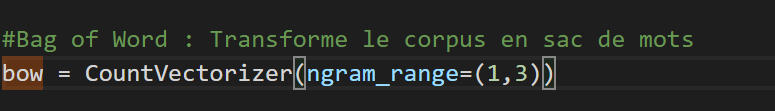 #Bag of Word : Transforme le corpus en sac de mots
bow = CountVectorizer(ngram_range=(1,3))